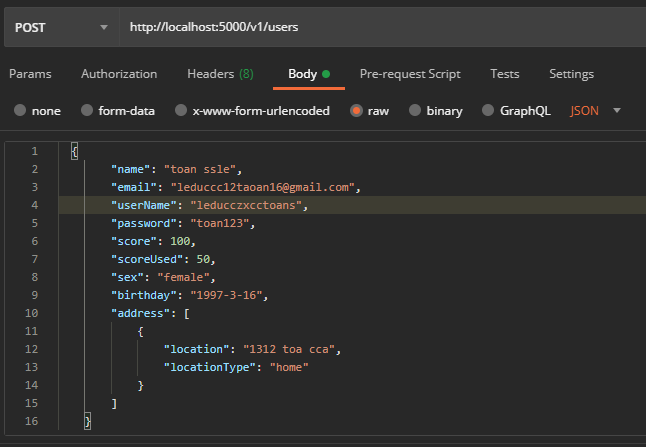 POST http://localhost:5000/v1/users
Params Authorization Headers (8) Body Pre-request Script Tests Settings
none form-data x-www-form-urlencoded raw binary GraphQL JSON
1 {
2 "name": "toan ssle",
3 "email": "leduccc12taoan16@gmail.com",
4 "userName": "leducczxcctoans",
5 "password": "toan123",
6 "score": 100,
7 "scoreUsed": 50,
8 "sex": "female",
9 "birthday": "1997-3-16",
10 "address": [
11 {
12 "location": "1312 toa cca",
13 "locationType": "home"
14 }
15 ]
16 }